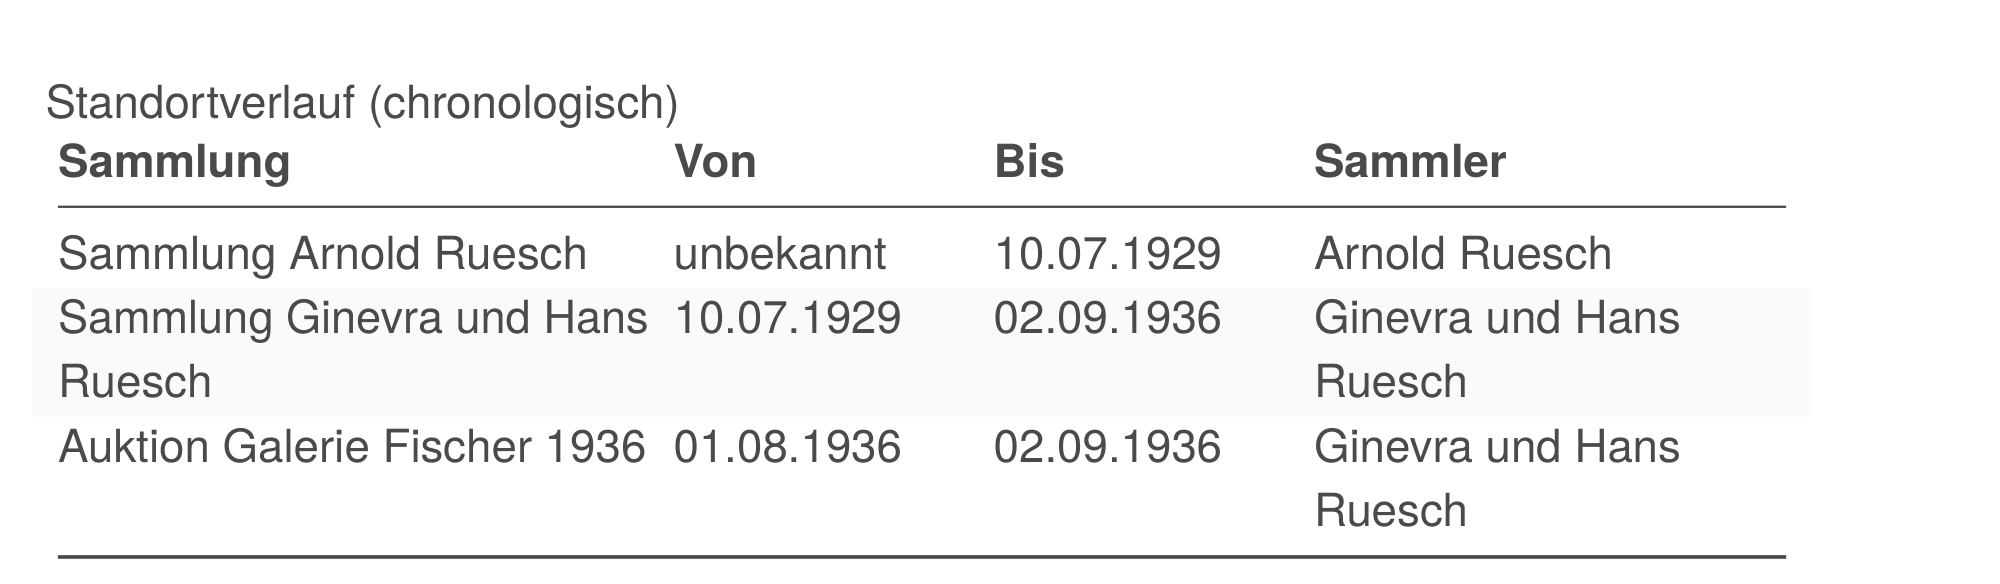 Standortverlauf (chronologisch)
Sammlung Von Bis Sammler
Sammlung Arnold Ruesch unbekannt 10.07.1929 Arnold Ruesch
Sammlung Ginevra und Hans 10.07.1929 02.09.1936 Ginevra und Hans
Ruesch Ruesch
Auktion Galerie Fischer 1936 01.08.1936 02.09.1936 Ginevra und Hans
Ruesch